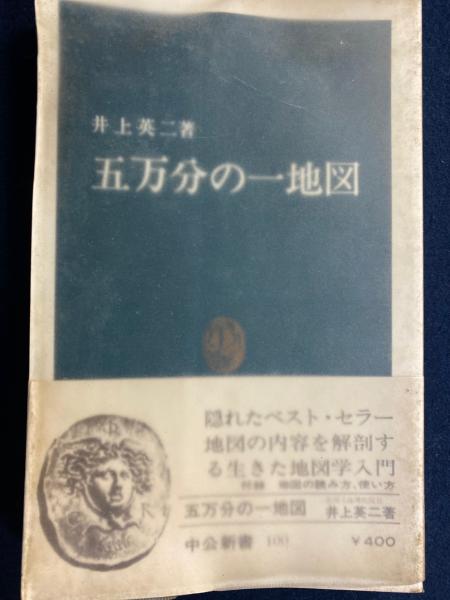 井上英二著
五万分の一地図
隠れたベスト・セラー
地図の内容を解剖す
る生きた地図学入門
付録 地図の読み方、使い方
五万分の一地図 井上英二著
中公新書 100 ¥400